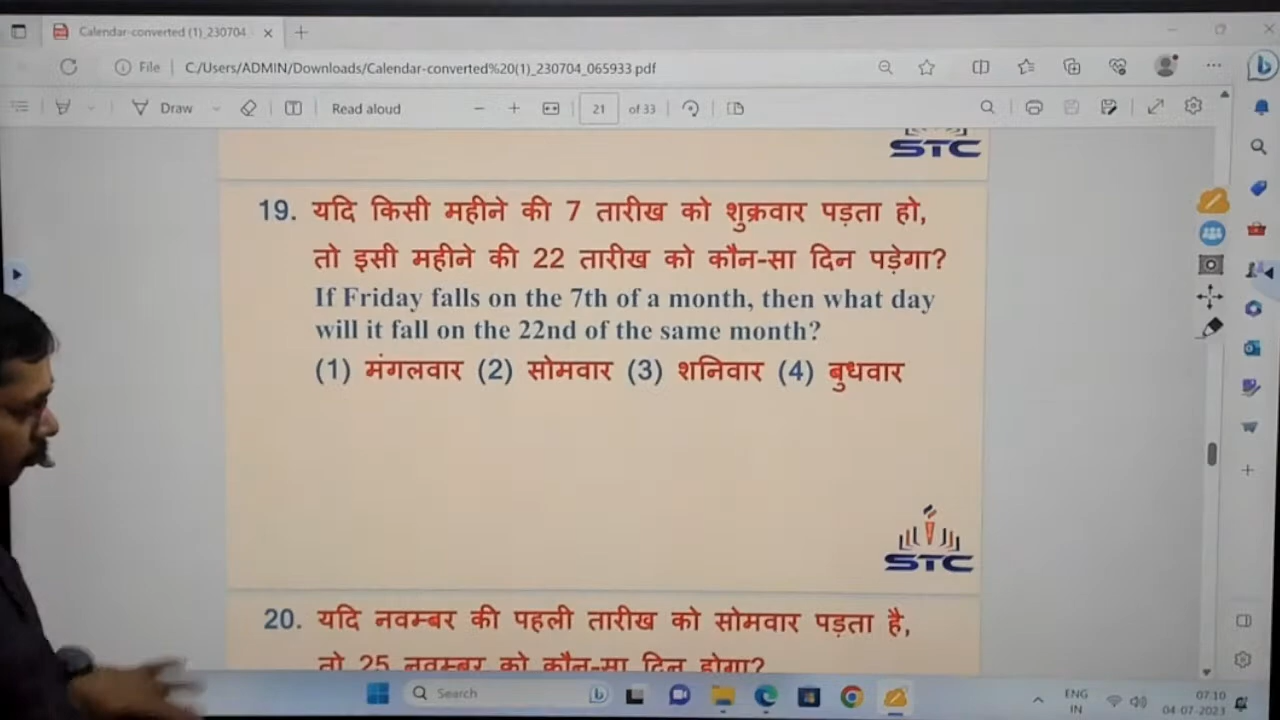 Calendar-converted (1)_230704
File
C:/Users/ADMIN/Downloads/Calendar-converted%20(1)_230704_065933.pdf
Draw
Read aloud
21 of 33
STC
19. यदि किसी महीने की 7 तारीख को शुक्रवार पड़ता हो,
तो इसी महीने की 22 तारीख को कौन-सा दिन पड़ेगा?
If Friday falls on the 7th of a month, then what day
will it fall on the 22nd of the same month?
(1) मंगलवार (2) सोमवार (3) शनिवार (4) बुधवार
STC
20. यदि नवम्बर की पहली तारीख को सोमवार पड़ता है,
तो 25 नवम्बर को कौन-सा दिन होगा?
Search
ENG
IN
07:10
04-07-2023